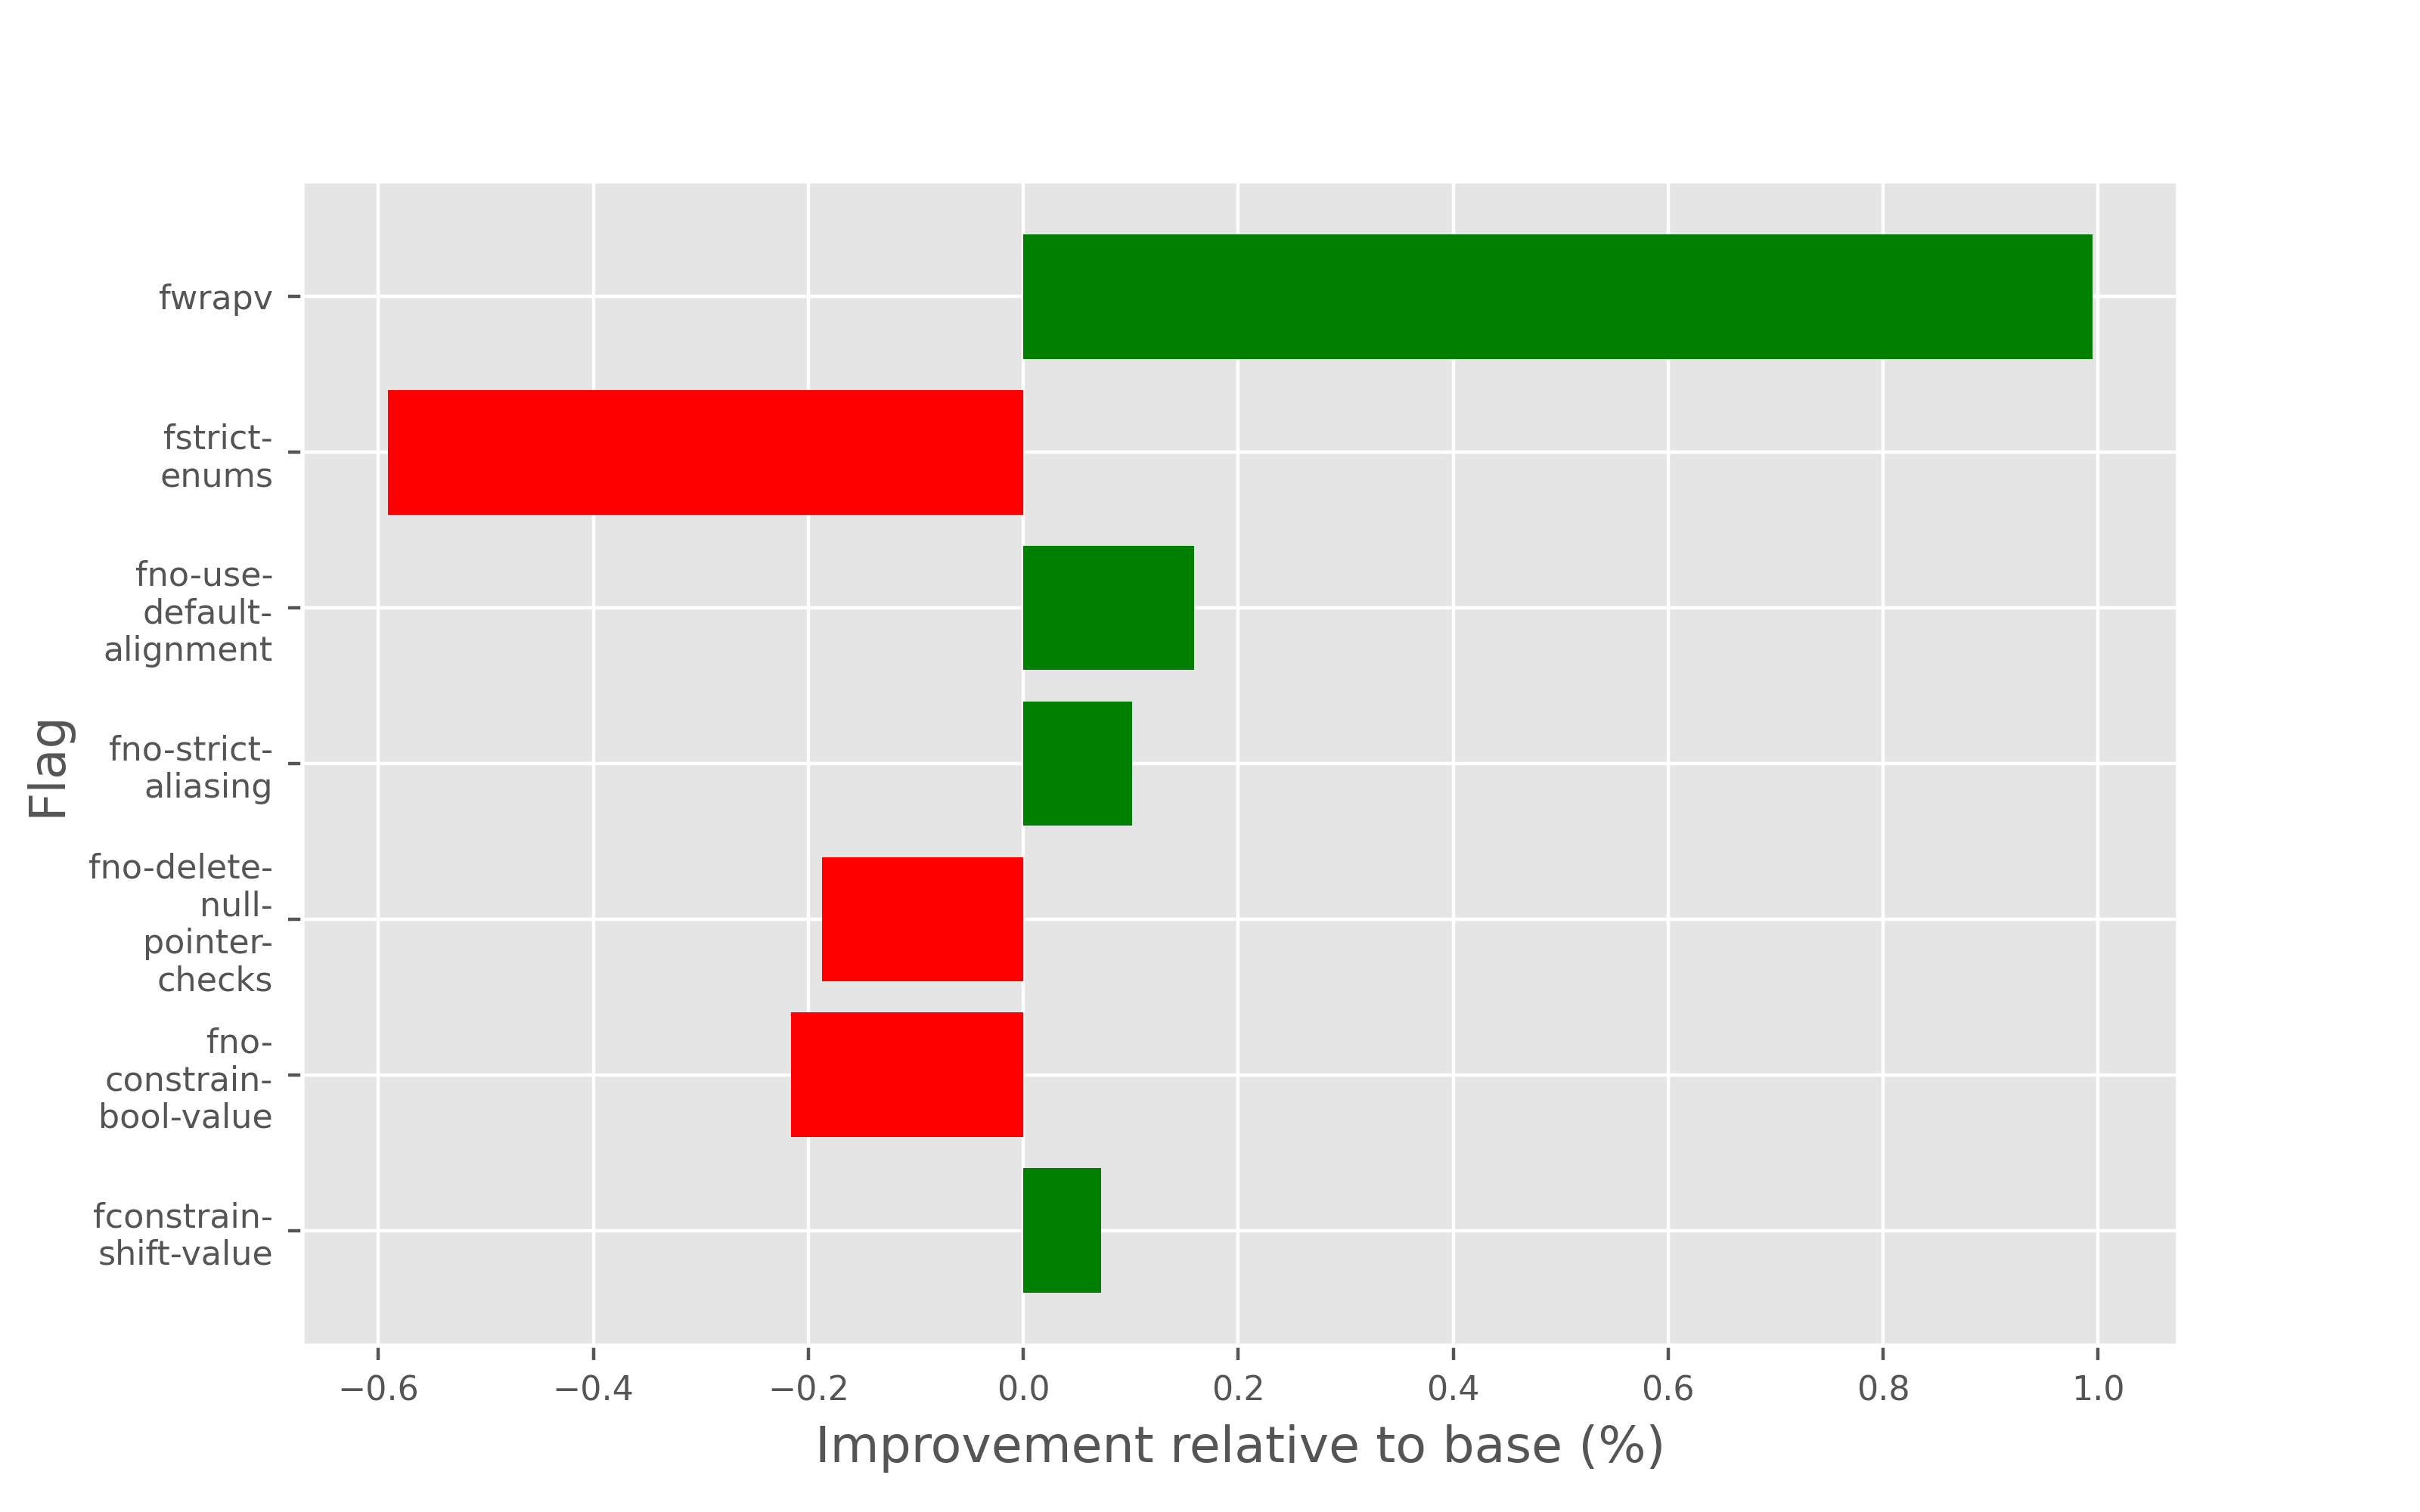 Flag
fwrapv
fstrict-
enums
fno-use-
default-
alignment
fno-strict-
aliasing
fno-delete-
null-
pointer-
checks
fno-
constrain-
bool-value
fconstrain-
shift-value
−0.6 −0.4 −0.2 0.0 0.2 0.4 0.6 0.8 1.0
Improvement relative to base (%)